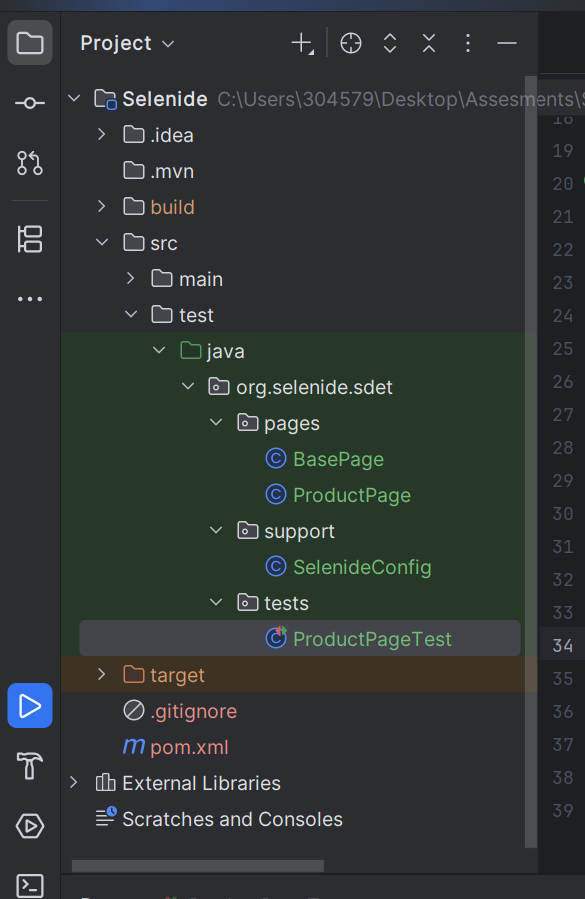 Project
Selenide C:\Users\304579\Desktop\Assesments\S
.idea
.mvn
build
src
main
test
java
org.selenide.sdet
pages
BasePage
ProductPage
support
SelenideConfig
tests
ProductPageTest
target
.gitignore
pom.xml
External Libraries
Scratches and Consoles
18
19
20
21
22
23
24
25
26
27
28
29
30
31
32
33
34
35
36
37
38
39